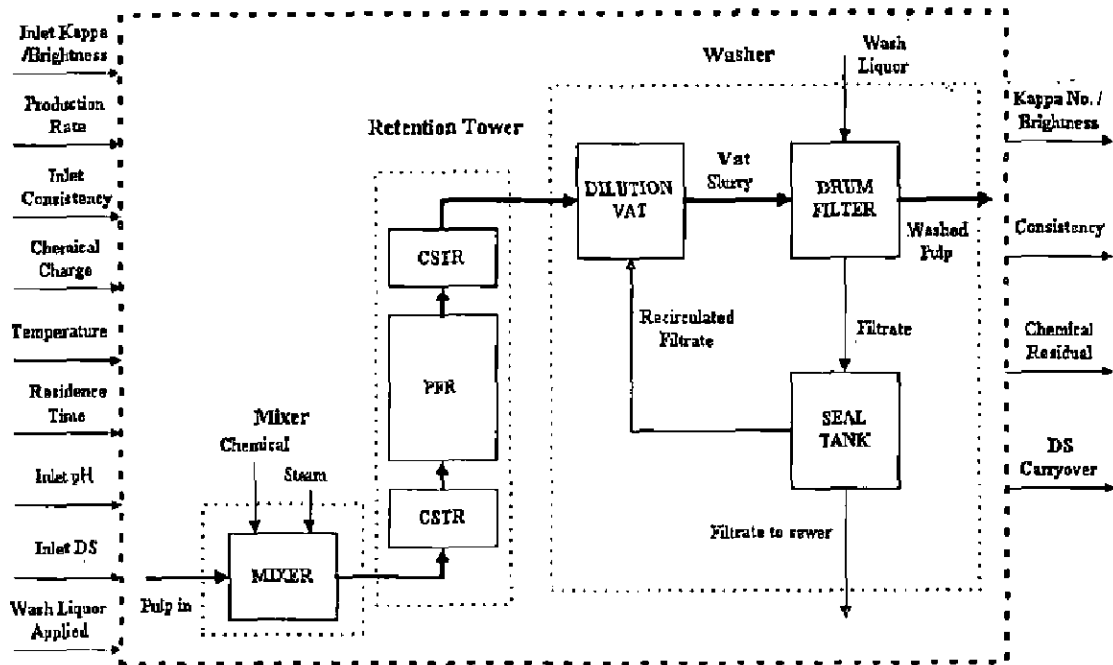 Inlet Kappa
/Brightness
Production
Rate
Inlet
Consistency
Chemical
Charge
Temperature
Residence
Time
Inlet pH
Inlet DS
Wash Liquor
Applied
Pulp in
Mixer
Chemical
Steam
MIXER
Retention Tower
CSTR
PFR
CSTR
Washer
Wash
Liquor
DILUTION
VAT
Vat
Slurry
DRUM
FILTER
Washed
Pulp
Recirculated
Filtrate
Filtrate
SEAL
TANK
Filtrate to sewer
Kappa No. /
Brightness
Consistency
Chemical
Residual
DS
Carryover